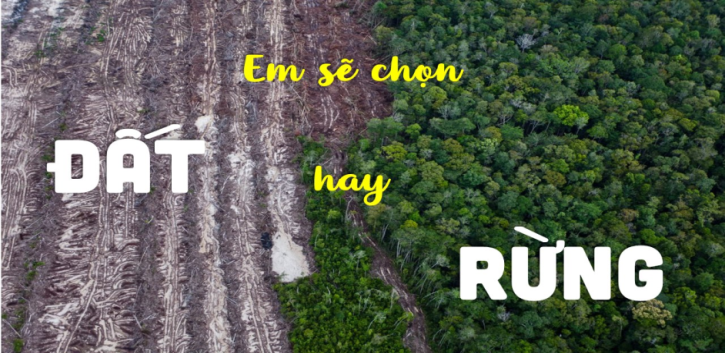 Em sẽ chọn
ĐẤT
hay
RỪNG